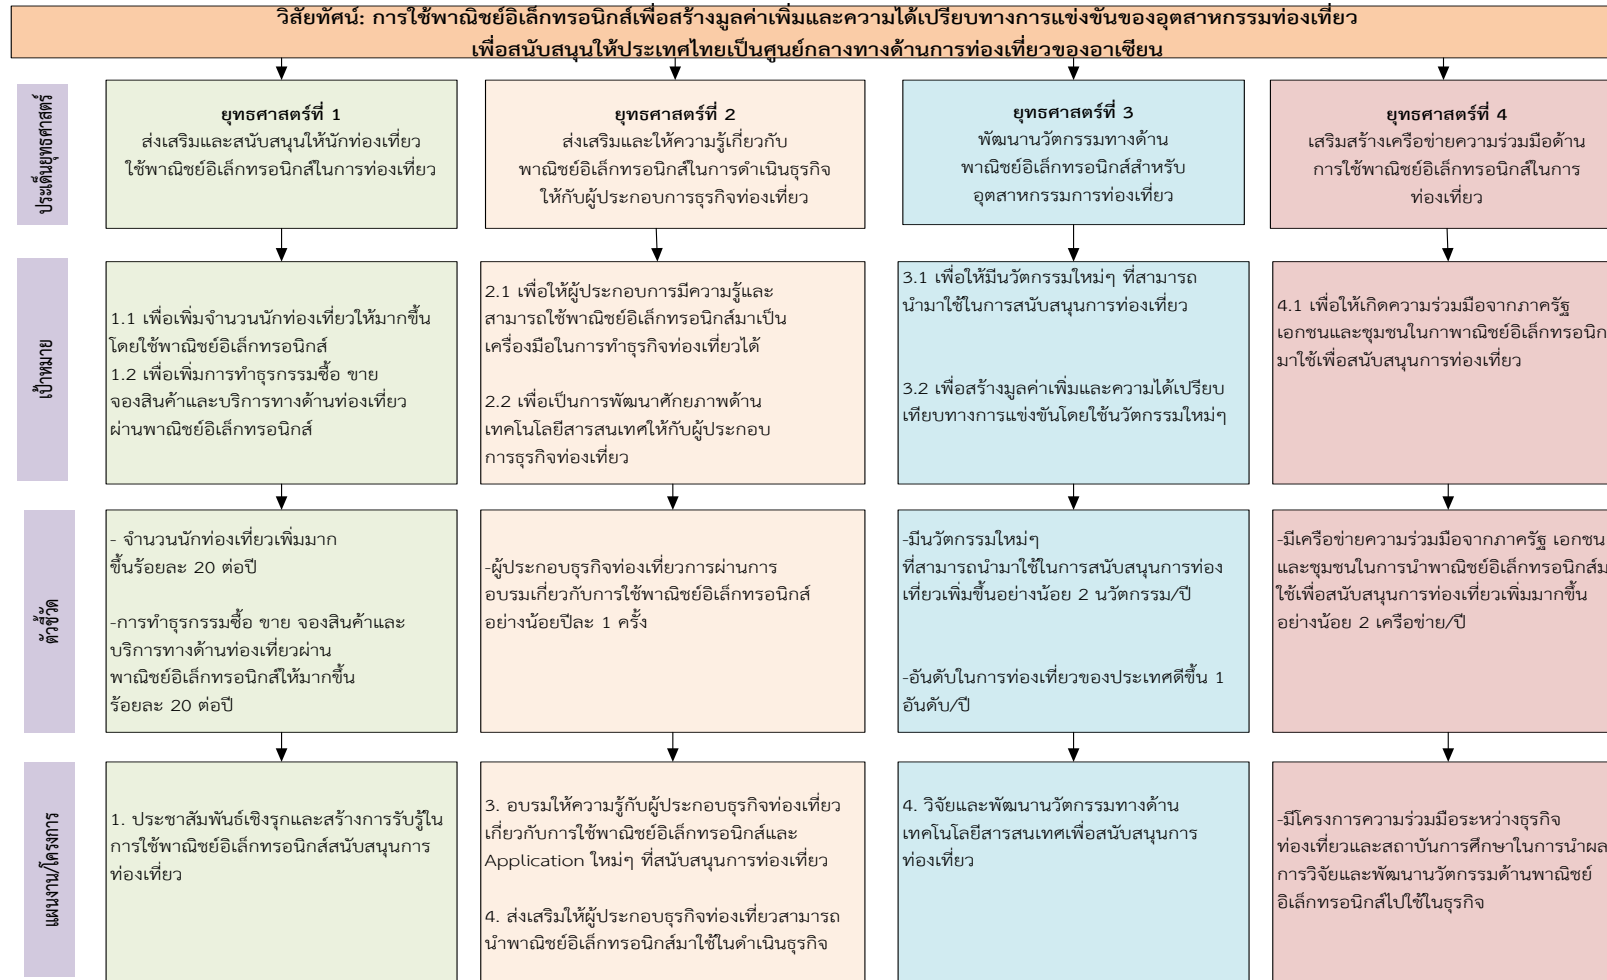 วิสัยทัศน์: การใช้พาณิชย์อิเล็กทรอนิกส์เพื่อสร้างมูลค่าเพิ่มและความได้เปรียบทางการแข่งขันของอุตสาหกรรมท่องเที่ยว
เพื่อสนับสนุนให้ประเทศไทยเป็นศูนย์กลางทางด้านการท่องเที่ยวของอาเซียน
ประเด็นยุทธศาสตร์
ยุทธศาสตร์ที่ 1
ส่งเสริมและสนับสนุนให้นักท่องเที่ยว
ใช้พาณิชย์อิเล็กทรอนิกส์ในการท่องเที่ยว
ยุทธศาสตร์ที่ 2
ส่งเสริมและให้ความรู้เกี่ยวกับ
พาณิชย์อิเล็กทรอนิกส์ในการดำเนินธุรกิจ
ให้กับผู้ประกอบการธุรกิจท่องเที่ยว
ยุทธศาสตร์ที่ 3
พัฒนานวัตกรรมทางด้าน
พาณิชย์อิเล็กทรอนิกส์สำหรับ
อุตสาหกรรมการท่องเที่ยว
ยุทธศาสตร์ที่ 4
เสริมสร้างเครือข่ายความร่วมมือด้าน
การใช้พาณิชย์อิเล็กทรอนิกส์ในการ
ท่องเที่ยว
เป้าหมาย
1.1 เพื่อเพิ่มจำนวนนักท่องเที่ยวให้มากขึ้น
โดยใช้พาณิชย์อิเล็กทรอนิกส์
1.2 เพื่อเพิ่มการทำธุรกรรมซื้อ ขาย
จองสินค้าและบริการทางด้านท่องเที่ยว
ผ่านพาณิชย์อิเล็กทรอนิกส์
2.1 เพื่อให้ผู้ประกอบการมีความรู้และ
สามารถใช้พาณิชย์อิเล็กทรอนิกส์มาเป็น
เครื่องมือในการทำธุรกิจท่องเที่ยวได้
2.2 เพื่อเป็นการพัฒนาศักยภาพด้าน
เทคโนโลยีสารสนเทศให้กับผู้ประกอบ
การธุรกิจท่องเที่ยว
3.1 เพื่อให้มีนวัตกรรมใหม่ๆ ที่สามารถ
นำมาใช้ในการสนับสนุนการท่องเที่ยว
3.2 เพื่อสร้างมูลค่าเพิ่มและความได้เปรียบ
เทียบทางการแข่งขันโดยใช้นวัตกรรมใหม่ๆ
4.1 เพื่อให้เกิดความร่วมมือจากภาครัฐ
เอกชนและชุมชนในกาพาณิชย์อิเล็กทรอนิก
มาใช้เพื่อสนับสนุนการท่องเที่ยว
ตัวชี้วัด
- จำนวนนักท่องเที่ยวเพิ่มมาก
ขึ้นร้อยละ 20 ต่อปี
-การทำธุรกรรมซื้อ ขาย จองสินค้าและ
บริการทางด้านท่องเที่ยวผ่าน
พาณิชย์อิเล็กทรอนิกส์ให้มากขึ้น
ร้อยละ 20 ต่อปี
-ผู้ประกอบธุรกิจท่องเที่ยวการผ่านการ
อบรมเกี่ยวกับการใช้พาณิชย์อิเล็กทรอนิกส์
อย่างน้อยปีละ 1 ครั้ง
-มีนวัตกรรมใหม่ๆ
ที่สามารถนำมาใช้ในการสนับสนุนการท่อง
เที่ยวเพิ่มขึ้นอย่างน้อย 2 นวัตกรรม/ปี
-อันดับในการท่องเที่ยวของประเทศดีขึ้น 1
อันดับ/ปี
-มีเครือข่ายความร่วมมือจากภาครัฐ เอกชน
และชุมชนในการนำพาณิชย์อิเล็กทรอนิกส์ม
ใช้เพื่อสนับสนุนการท่องเที่ยวเพิ่มมากขึ้น
อย่างน้อย 2 เครือข่าย/ปี
แผนงาน/โครงการ
1. ประชาสัมพันธ์เชิงรุกและสร้างการรับรู้ใน
การใช้พาณิชย์อิเล็กทรอนิกส์สนับสนุนการ
ท่องเที่ยว
3. อบรมให้ความรู้กับผู้ประกอบธุรกิจท่องเที่ยว
เกี่ยวกับการใช้พาณิชย์อิเล็กทรอนิกส์และ
Application ใหม่ๆ ที่สนับสนุนการท่องเที่ยว
4. ส่งเสริมให้ผู้ประกอบธุรกิจท่องเที่ยวสามารถ
นำพาณิชย์อิเล็กทรอนิกส์มาใช้ในดำเนินธุรกิจ
4. วิจัยและพัฒนานวัตกรรมทางด้าน
เทคโนโลยีสารสนเทศเพื่อสนับสนุนการ
ท่องเที่ยว
-มีโครงการความร่วมมือระหว่างธุรกิจ
ท่องเที่ยวและสถาบันการศึกษาในการนำผล
การวิจัยและพัฒนานวัตกรรมด้านพาณิชย์
อิเล็กทรอนิกส์ไปใช้ในธุรกิจ